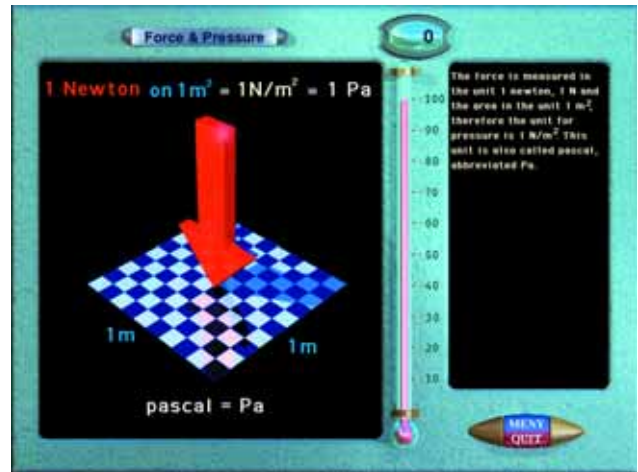 Force & Pressure
0
1 Newton on 1m² = 1N/m² = 1 Pa
1m
1m
pascal = Pa
100
90
80
70
60
50
40
30
20
10
The force is measured in
the unit 1 newton, 1 N and
the area in the unit 1 m²,
therefore the unit for
pressure is 1 N/m². This
unit is also called pascal,
abbreviated Pa.
MENY
QUIT